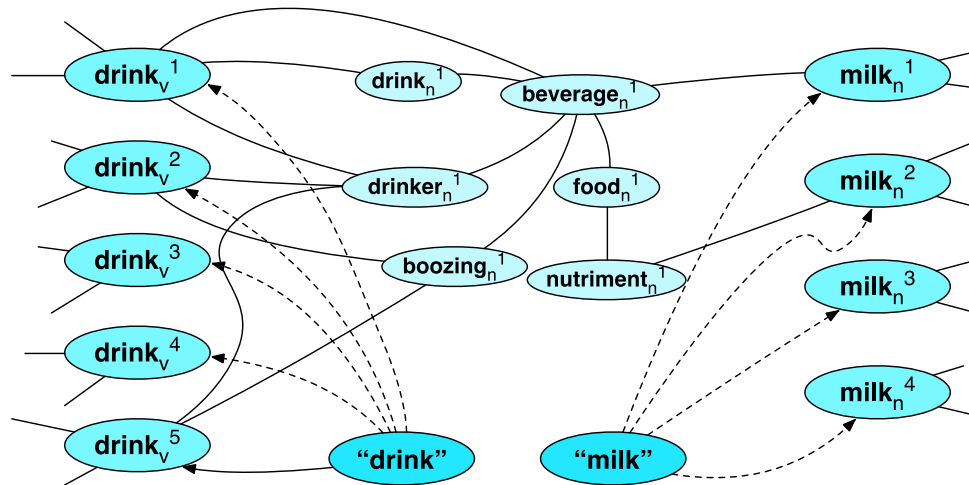 drink_v^1
drink_n^1
beverage_n^1
milk_n^1
drink_v^2
drinker_n^1
food_n^1
milk_n^2
drink_v^3
boozing_n^1
nutriment_n^1
milk_n^3
drink_v^4
milk_n^4
drink_v^5
“drink”
“milk”